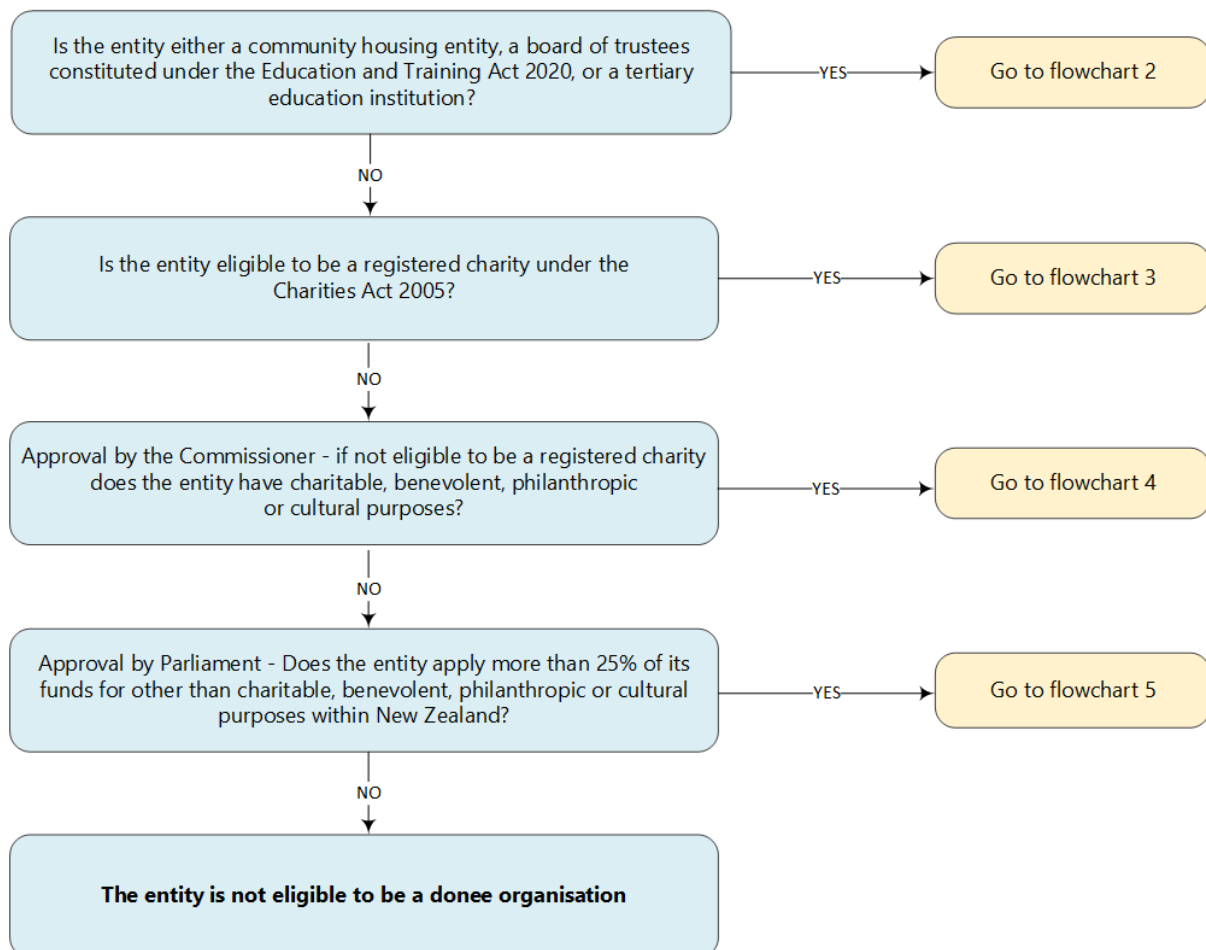 Is the entity either a community housing entity, a board of trustees
constituted under the Education and Training Act 2020, or a tertiary
education institution?
YES
Go to flowchart 2
NO
Is the entity eligible to be a registered charity under the
Charities Act 2005?
YES
Go to flowchart 3
NO
Approval by the Commissioner - if not eligible to be a registered charity
does the entity have charitable, benevolent, philanthropic
or cultural purposes?
YES
Go to flowchart 4
NO
Approval by Parliament - Does the entity apply more than 25% of its
funds for other than charitable, benevolent, philanthropic or cultural
purposes within New Zealand?
YES
Go to flowchart 5
NO
The entity is not eligible to be a donee organisation